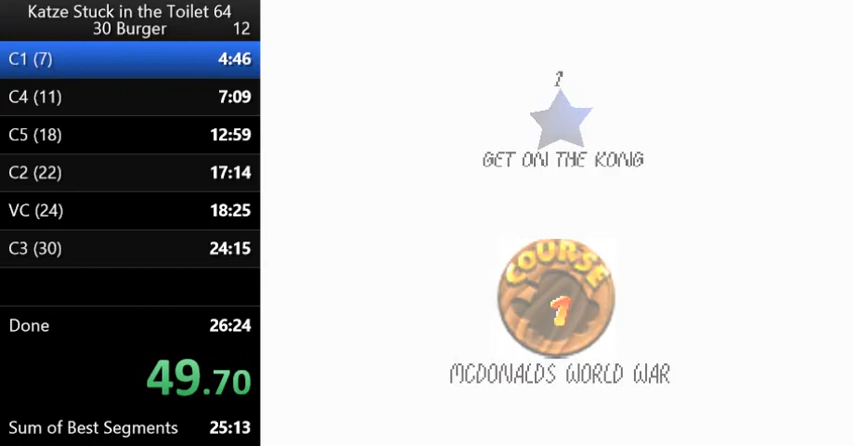 Katze Stuck in the Toilet 64
30 Burger 12
C1 (7) 4:46
C4 (11) 7:09
C5 (18) 12:59
C2 (22) 17:14
VC (24) 18:25
C3 (30) 24:15
Done 26:24
49.70
Sum of Best Segments 25:13
1
GET ON THE KONG
COURSE
1
MCDONALDS WORLD WAR